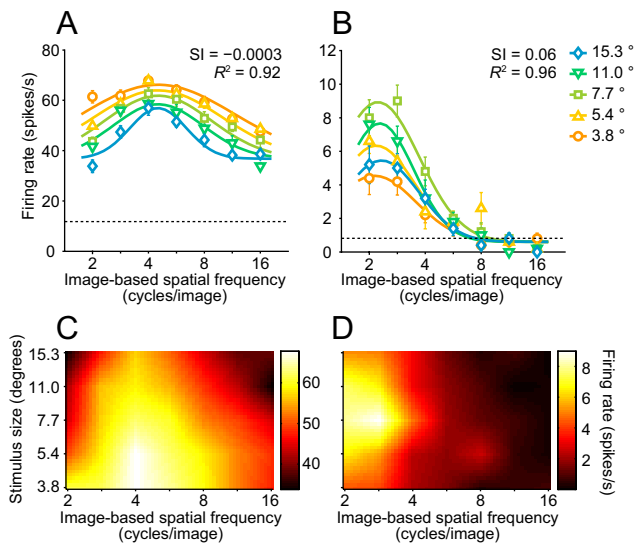 A
SI = −0.0003
R² = 0.92
Firing rate (spikes/s)
80
60
40
20
0
2
4
8
16
Image-based spatial frequency
(cycles/image)
B
SI = 0.06
R² = 0.96
12
10
8
6
4
2
0
2
4
8
16
Image-based spatial frequency
(cycles/image)
15.3 °
11.0 °
7.7 °
5.4 °
3.8 °
C
Stimulus size (degrees)
15.3
11.0
7.7
5.4
3.8
2
4
8
16
Image-based spatial frequency
(cycles/image)
60
50
40
D
2
4
8
16
Image-based spatial frequency
(cycles/image)
8
6
4
2
Firing rate (spikes/s)